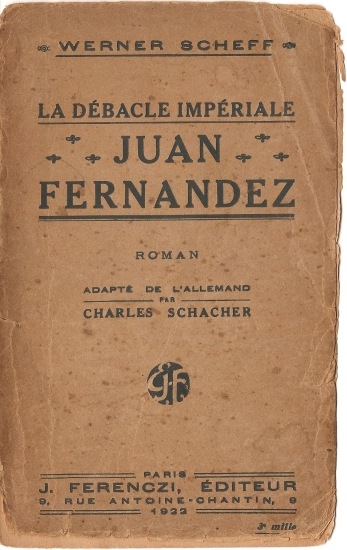 WERNER SCHEFF
LA DÉBACLE IMPÉRIALE
JUAN
FERNANDEZ
ROMAN
ADAPTÉ DE L'ALLEMAND
PAR
CHARLES SCHACHER
EJF
PARIS
J. FERENCZI, ÉDITEUR
9, RUE ANTOINE-CHANTIN, 9
1922
3e mille